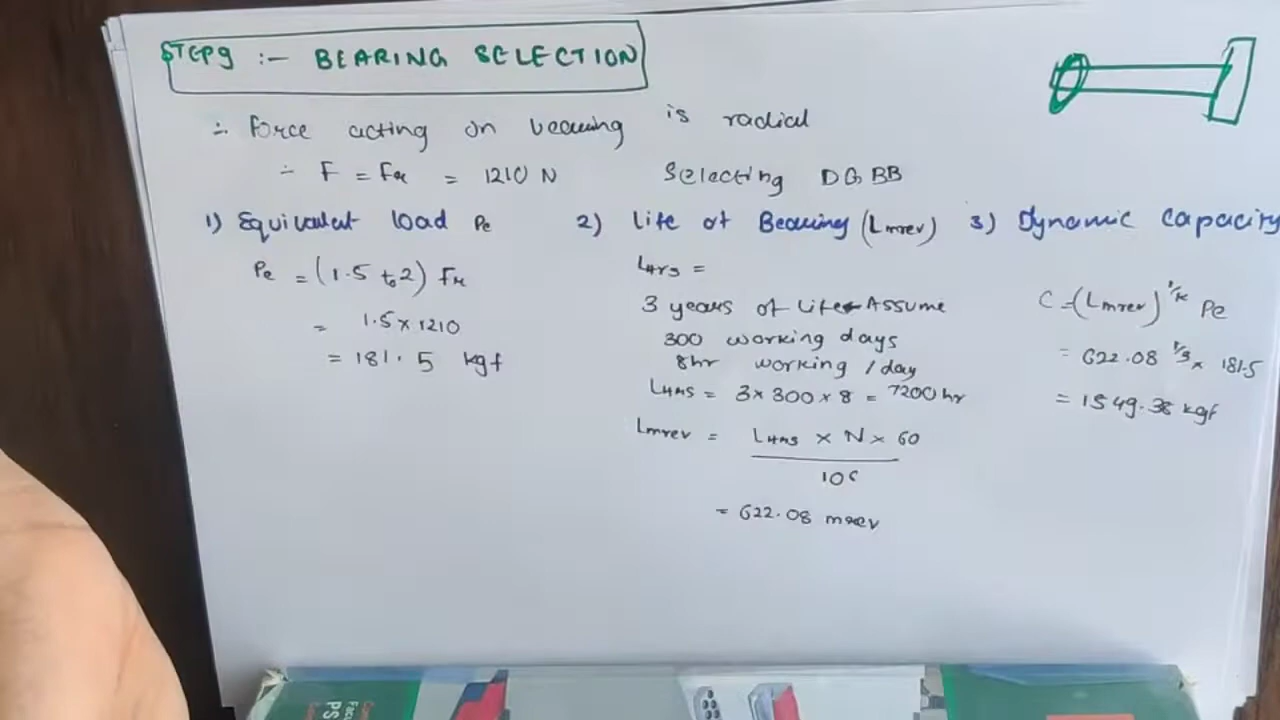 STEP9 :- BEARING SELECTION
∴ Force acting on bearing is radial
∴ F = Fr = 1210 N Selecting DGBB
1) Equivalent load Pe
Pe = (1.5 to 2) Fr
= 1.5 x 1210
= 181.5 kgf
2) Life of Bearing (Lmrev)
LHrs =
3 years of Life Assume
300 working days
8hr working / day
LHRS = 3 x 300 x 8 = 7200 hr
Lmrev = LHRS x N x 60
10⁶
= 622.08 mrev
3) Dynamic capacity
C = (Lmrev)^1/k Pe
= 622.08^1/3 x 181.5
= 1549.38 kgf